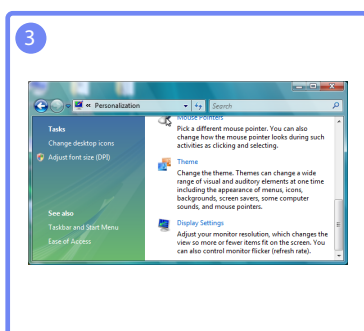 3
« Personalization
Search
Mouse Pointers
Tasks
Pick a different mouse pointer. You can also
Change desktop icons
change how the mouse pointer looks during such
activities as clicking and selecting.
Adjust font size (DPI)
Theme
Change the theme. Themes can change a wide
range of visual and auditory elements at one time
including the appearance of menus, icons,
backgrounds, screen savers, some computer
sounds, and mouse pointers.
See also
Taskbar and Start Menu
Ease of Access
Display Settings
Adjust your monitor resolution, which changes the
view so more or fewer items fit on the screen. You
can also control monitor flicker (refresh rate).